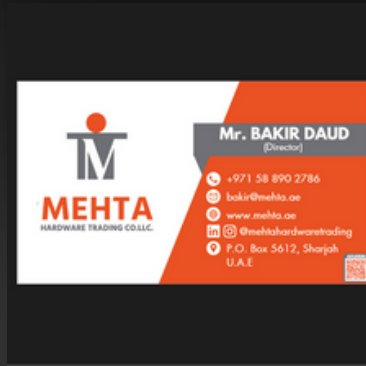 M
MEHTA
HARDWARE TRADING CO.LLC.
Mr. BAKIR DAUD
(Director)
+971 58 890 2786
bakir@mehta.ae
www.mehta.ae
@mehtahardwaretrading
P.O. Box 5612, Sharjah
U.A.E